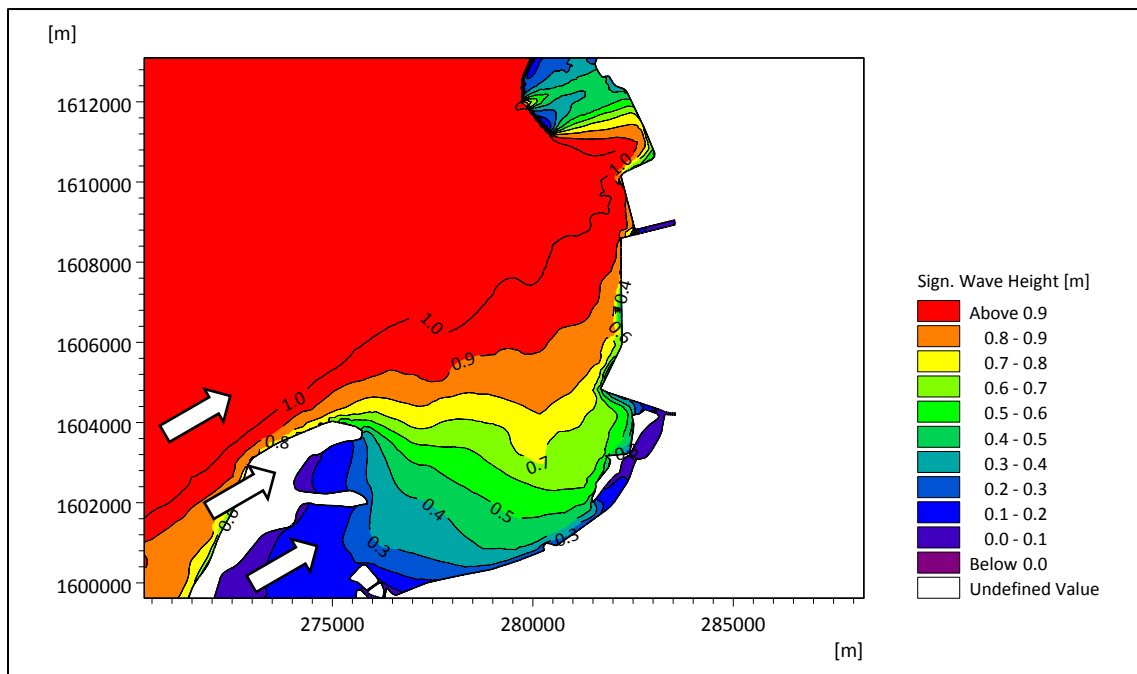 [m]
1612000
1610000
1608000
1606000
1604000
1602000
1600000
275000 280000 285000
[m]
1.0
0.4
0.6
1.0
0.9
1.0
0.8
0.7
0.5
0.4
0.3
0.3
Sign. Wave Height [m]
Above 0.9
0.8 - 0.9
0.7 - 0.8
0.6 - 0.7
0.5 - 0.6
0.4 - 0.5
0.3 - 0.4
0.2 - 0.3
0.1 - 0.2
0.0 - 0.1
Below 0.0
Undefined Value